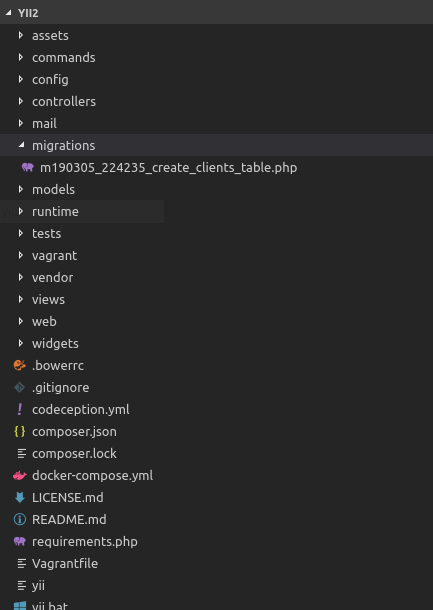 YII2
assets
commands
config
controllers
mail
migrations
m190305_224235_create_clients_table.php
models
runtime
tests
vagrant
vendor
views
web
widgets
.bowerrc
.gitignore
codeception.yml
composer.json
composer.lock
docker-compose.yml
LICENSE.md
README.md
requirements.php
Vagrantfile
yii
yii.bat